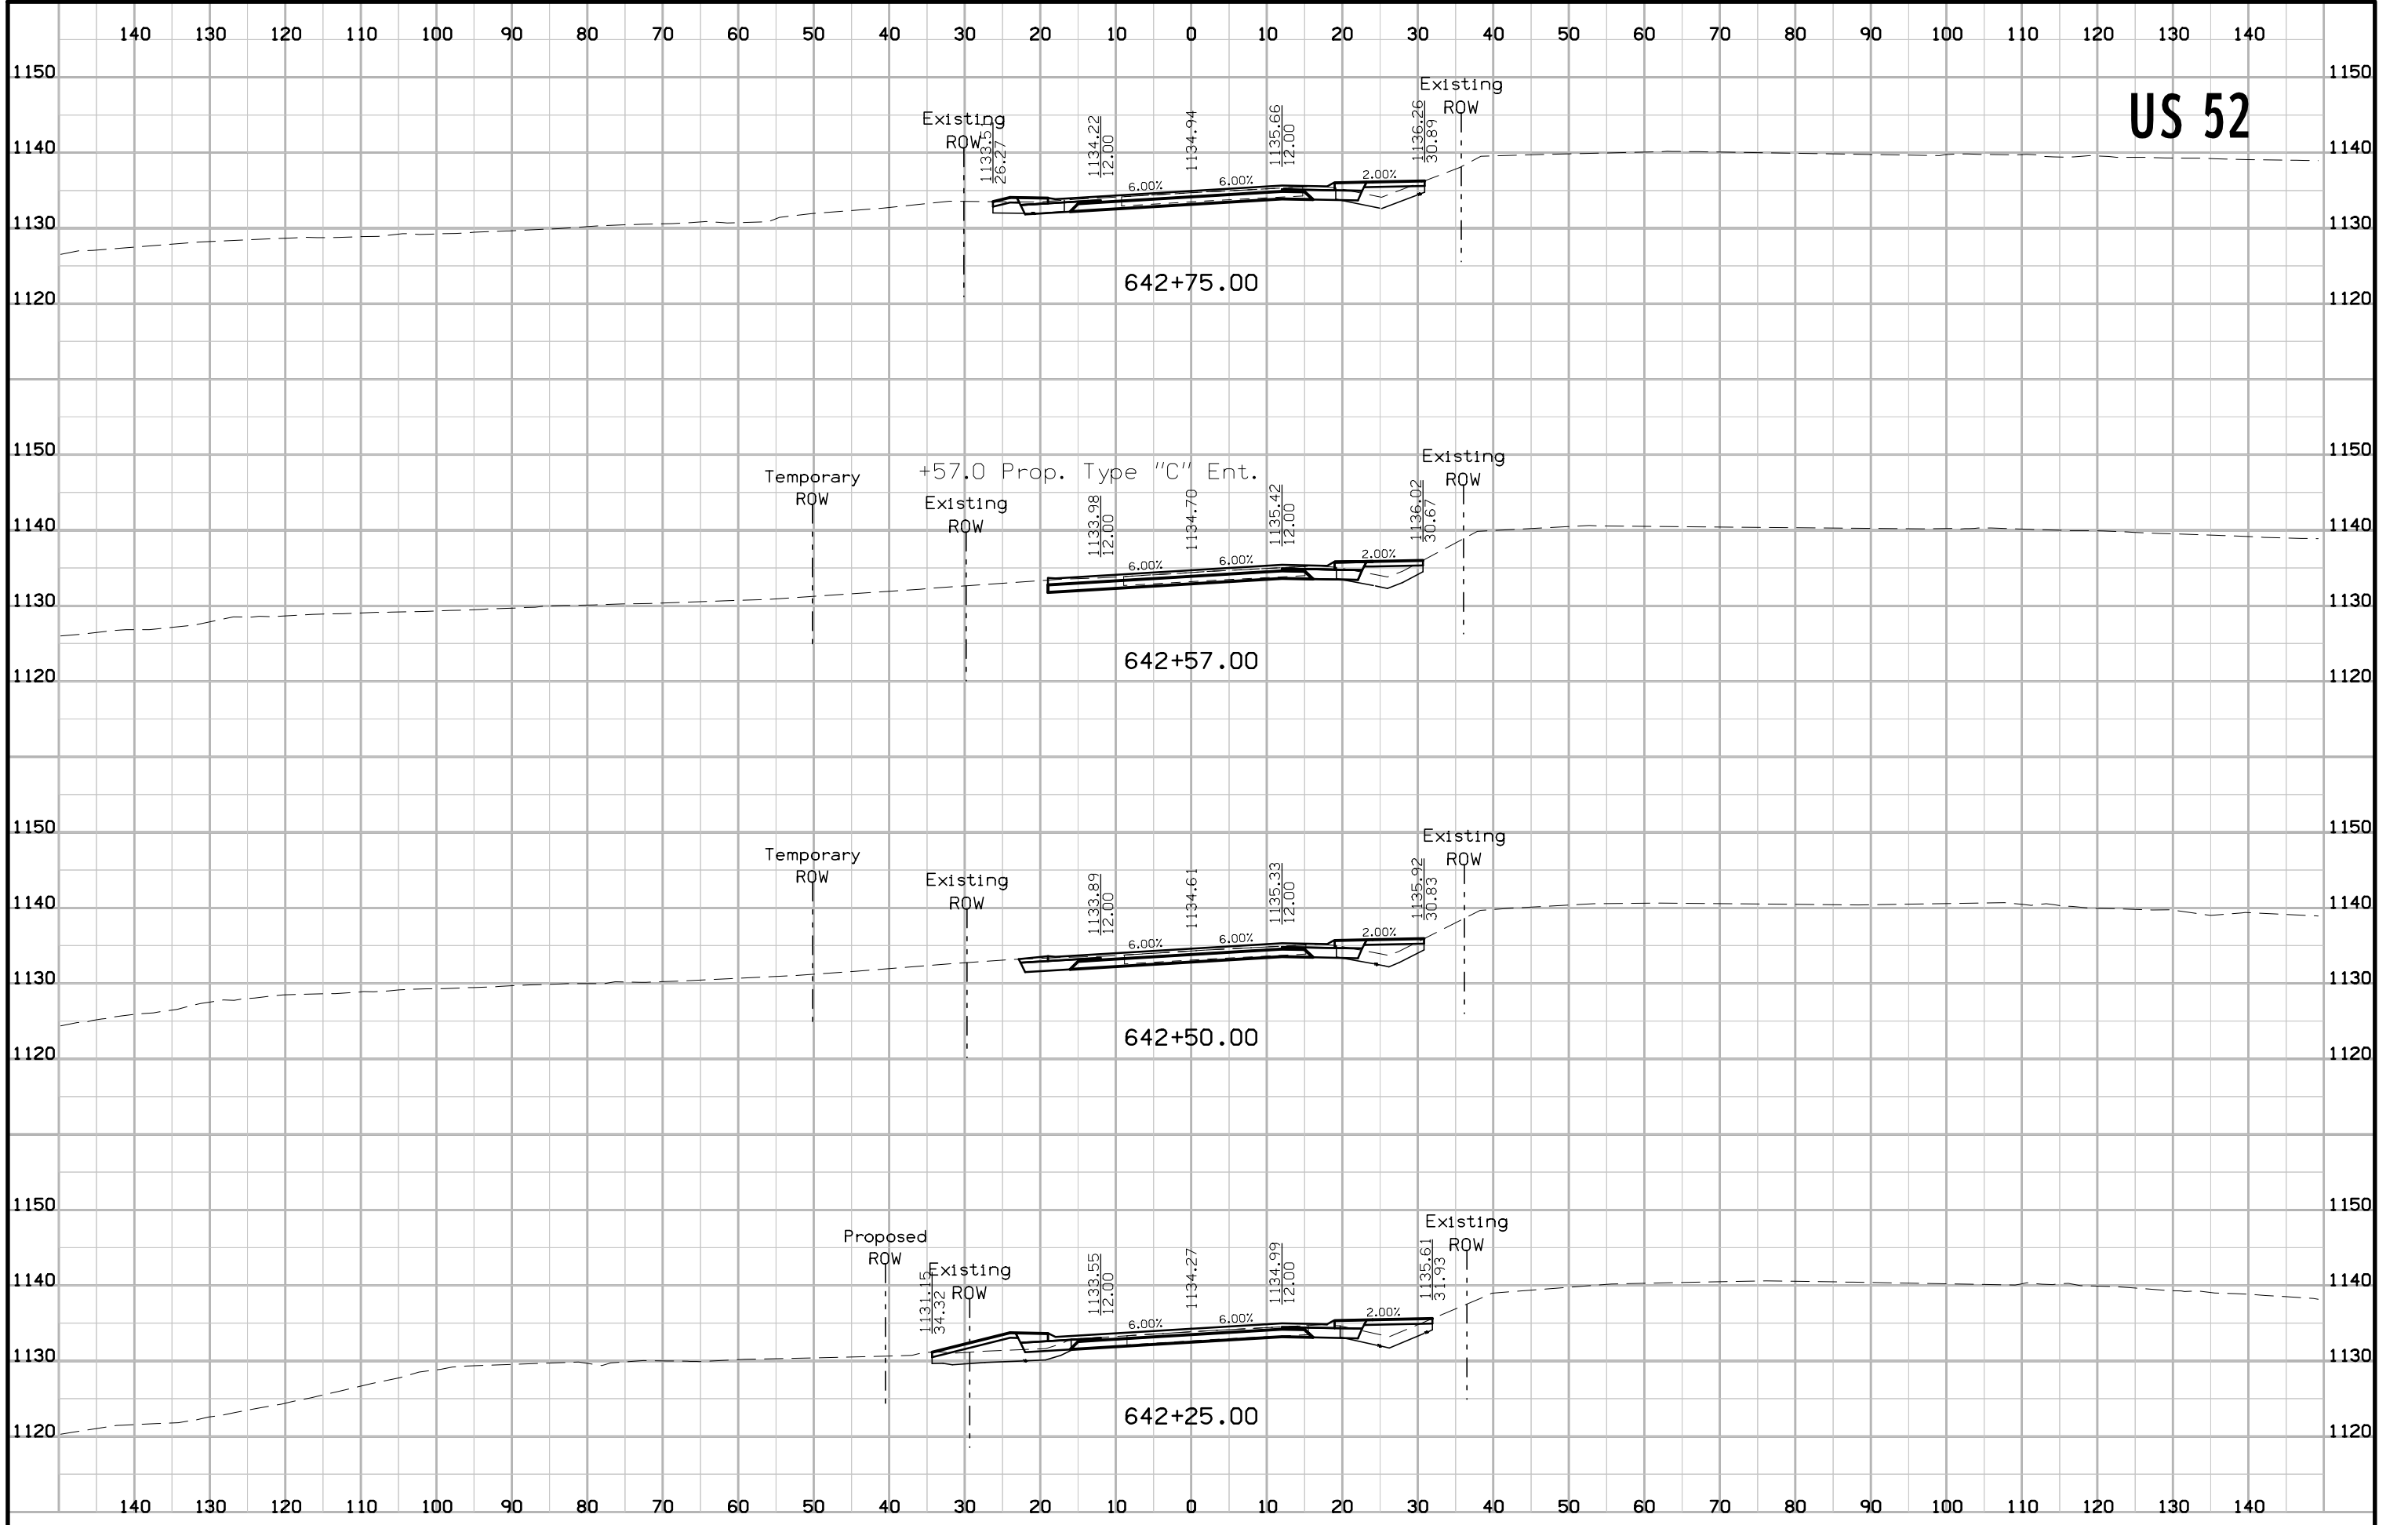 140 130 120 110 100 90 80 70 60 50 40 30 20 10 0 10 20 30 40 50 60 70 80 90 100 110 120 130 140
US 52
1150 1150
1140 1140
1130 1130
1120 1120
Existing
ROW
1133.51
26.27
1134.22
12.00
1134.94
1135.66
12.00
1136.26
30.89
Existing
ROW
6.00% 6.00% 2.00%
642+75.00
1150 1150
1140 1140
1130 1130
1120 1120
+57.0 Prop. Type "C" Ent.
Temporary
ROW
Existing
ROW
1133.98
12.00
1134.70
1135.42
12.00
1136.02
30.67
Existing
ROW
6.00% 6.00% 2.00%
642+57.00
1150 1150
1140 1140
1130 1130
1120 1120
Temporary
ROW
Existing
ROW
1133.89
12.00
1134.61
1135.33
12.00
1135.92
30.83
Existing
ROW
6.00% 6.00% 2.00%
642+50.00
1150 1150
1140 1140
1130 1130
1120 1120
Proposed
ROW
1131.15
34.32
Existing
ROW
1133.55
12.00
1134.27
1134.99
12.00
1135.61
31.93
Existing
ROW
6.00% 6.00% 2.00%
642+25.00
140 130 120 110 100 90 80 70 60 50 40 30 20 10 0 10 20 30 40 50 60 70 80 90 100 110 120 130 140